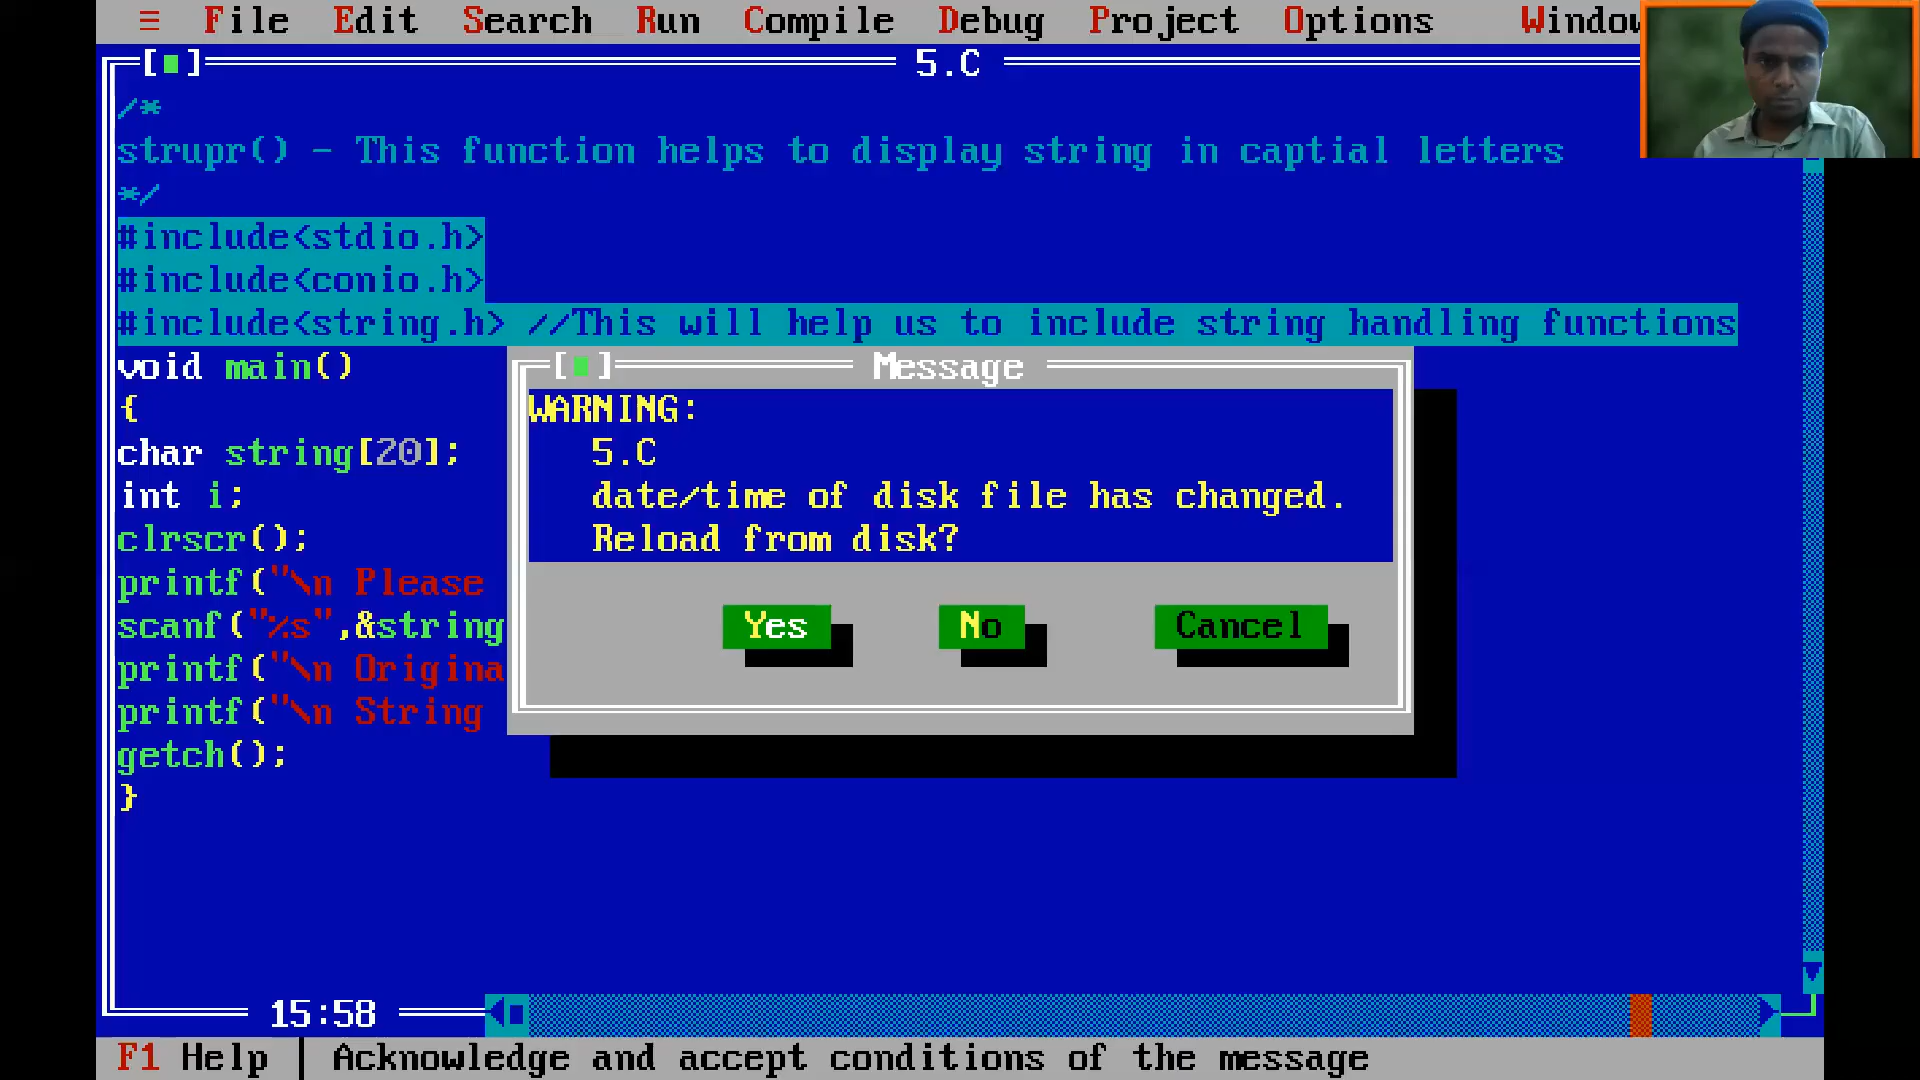 ≡ File Edit Search Run Compile Debug Project Options Window
[■] 5.C
/*
strupr() - This function helps to display string in captial letters
*/
#include<stdio.h>
#include<conio.h>
#include<string.h> //This will help us to include string handling functions
void main()
{
char string[20];
int i;
clrscr();
printf("\n Please
scanf("%s",&string
printf("\n Origina
printf("\n String
getch();
}
[■] Message
WARNING:
5.C
date/time of disk file has changed.
Reload from disk?
Yes No Cancel
15:58
F1 Help | Acknowledge and accept conditions of the message